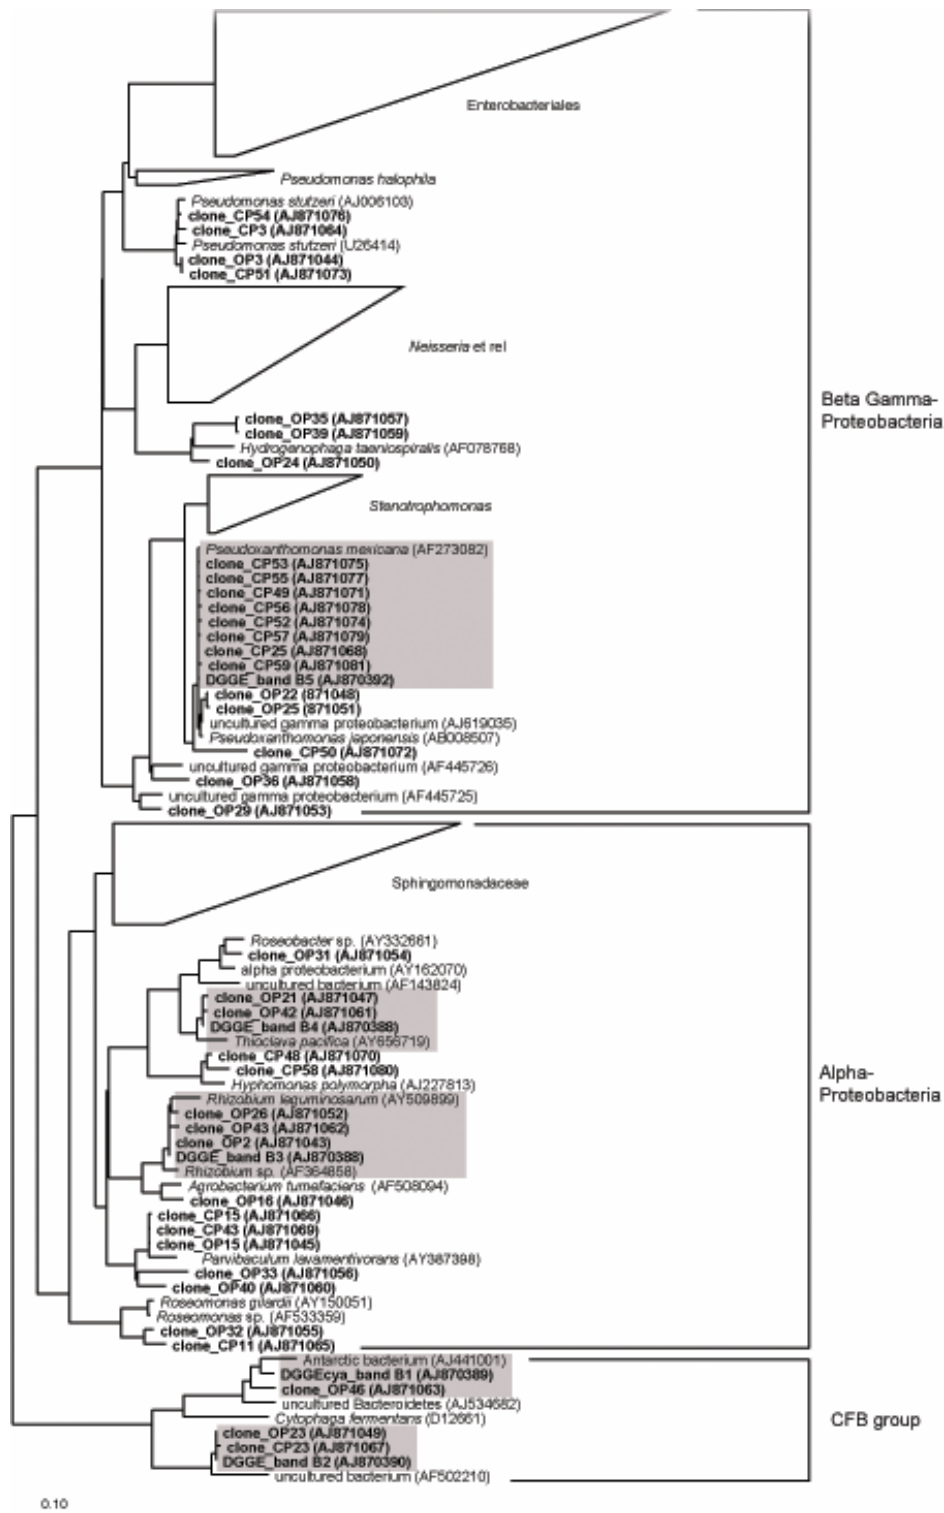 Enterobacteriales
Pseudomonas halophila
Pseudomonas stutzeri (AJ006103)
clone_CP54 (AJ871076)
clone_CP3 (AJ871064)
Pseudomonas stutzeri (U26414)
clone_OP3 (AJ871044)
clone_CP51 (AJ871073)
Neisseria et rel
clone_OP35 (AJ871057)
clone_OP39 (AJ871059)
Hydrogenophaga taeniospiralis (AF078768)
clone_OP24 (AJ871050)
Beta Gamma-
Proteobacteria
Stenotrophomonas
Pseudoxanthomonas mexicana (AF273082)
clone_CP53 (AJ871075)
clone_CP55 (AJ871077)
clone_CP49 (AJ871071)
clone_CP56 (AJ871078)
clone_CP52 (AJ871074)
clone_CP57 (AJ871079)
clone_CP25 (AJ871068)
clone_CP59 (AJ871081)
DGGE_band B5 (AJ870392)
clone_OP22 (871048)
clone_OP25 (871051)
uncultured gamma proteobacterium (AJ619035)
Pseudoxanthomonas japonensis (AB008507)
clone_CP50 (AJ871072)
uncultured gamma proteobacterium (AF445726)
clone_OP36 (AJ871058)
uncultured gamma proteobacterium (AF445725)
clone_OP29 (AJ871053)
Sphingomonadaceae
Roseobacter sp. (AY332661)
clone_OP31 (AJ871054)
alpha proteobacterium (AY162070)
uncultured bacterium (AF143824)
clone_OP21 (AJ871047)
clone_OP42 (AJ871061)
DGGE_band B4 (AJ870388)
Thioclava pacifica (AY656719)
clone_CP48 (AJ871070)
clone_CP58 (AJ871080)
Hyphomonas polymorpha (AJ227813)
Alpha-
Proteobacteria
Rhizobium leguminosarum (AY509899)
clone_OP26 (AJ871052)
clone_OP43 (AJ871062)
clone_OP2 (AJ871043)
DGGE_band B3 (AJ870388)
Rhizobium sp. (AF364858)
Agrobacterium tumefaciens (AF508094)
clone_OP16 (AJ871046)
clone_CP15 (AJ871066)
clone_CP43 (AJ871069)
clone_OP15 (AJ871045)
Parvibaculum lavamentivorans (AY387398)
clone_OP33 (AJ871056)
clone_OP40 (AJ871060)
Roseomonas gilardii (AY150051)
Roseomonas sp. (AF533359)
clone_OP32 (AJ871055)
clone_CP11 (AJ871065)
Antarctic bacterium (AJ441001)
DGGEcya_band B1 (AJ870389)
clone_OP46 (AJ871063)
uncultured Bacteroidetes (AJ534682)
Cytophaga fermentans (D12661)
CFB group
clone_OP23 (AJ871049)
clone_CP23 (AJ871067)
DGGE_band B2 (AJ870390)
uncultured bacterium (AF502210)
0.10